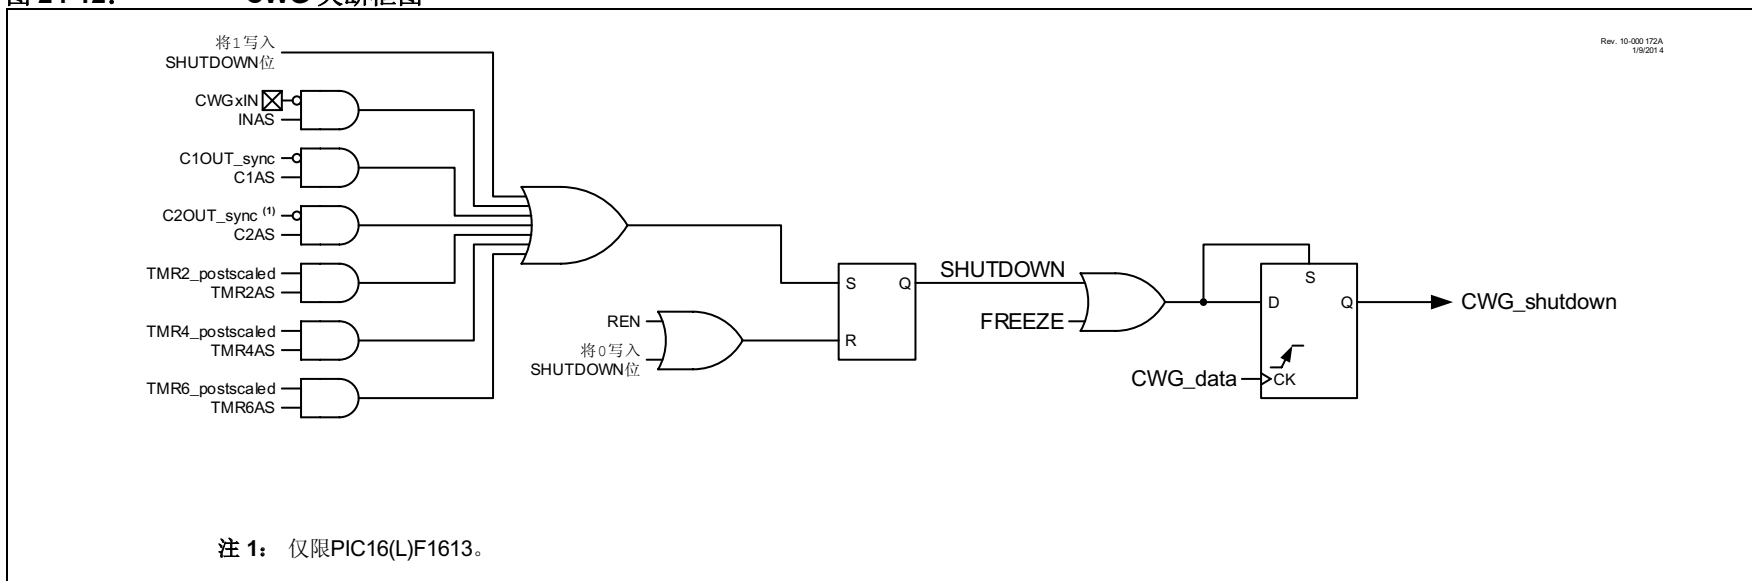 将1写入
SHUTDOWN位
Rev. 10-000 172A
1/9/201 4
CWGxIN
INAS
C1OUT_sync
C1AS
C2OUT_sync (1)
C2AS
TMR2_postscaled
TMR2AS
TMR4_postscaled
TMR4AS
TMR6_postscaled
TMR6AS
REN
将0写入
SHUTDOWN位
S
Q
R
SHUTDOWN
FREEZE
S
D
Q
CWG_data
CK
CWG_shutdown
注 1： 仅限PIC16(L)F1613。